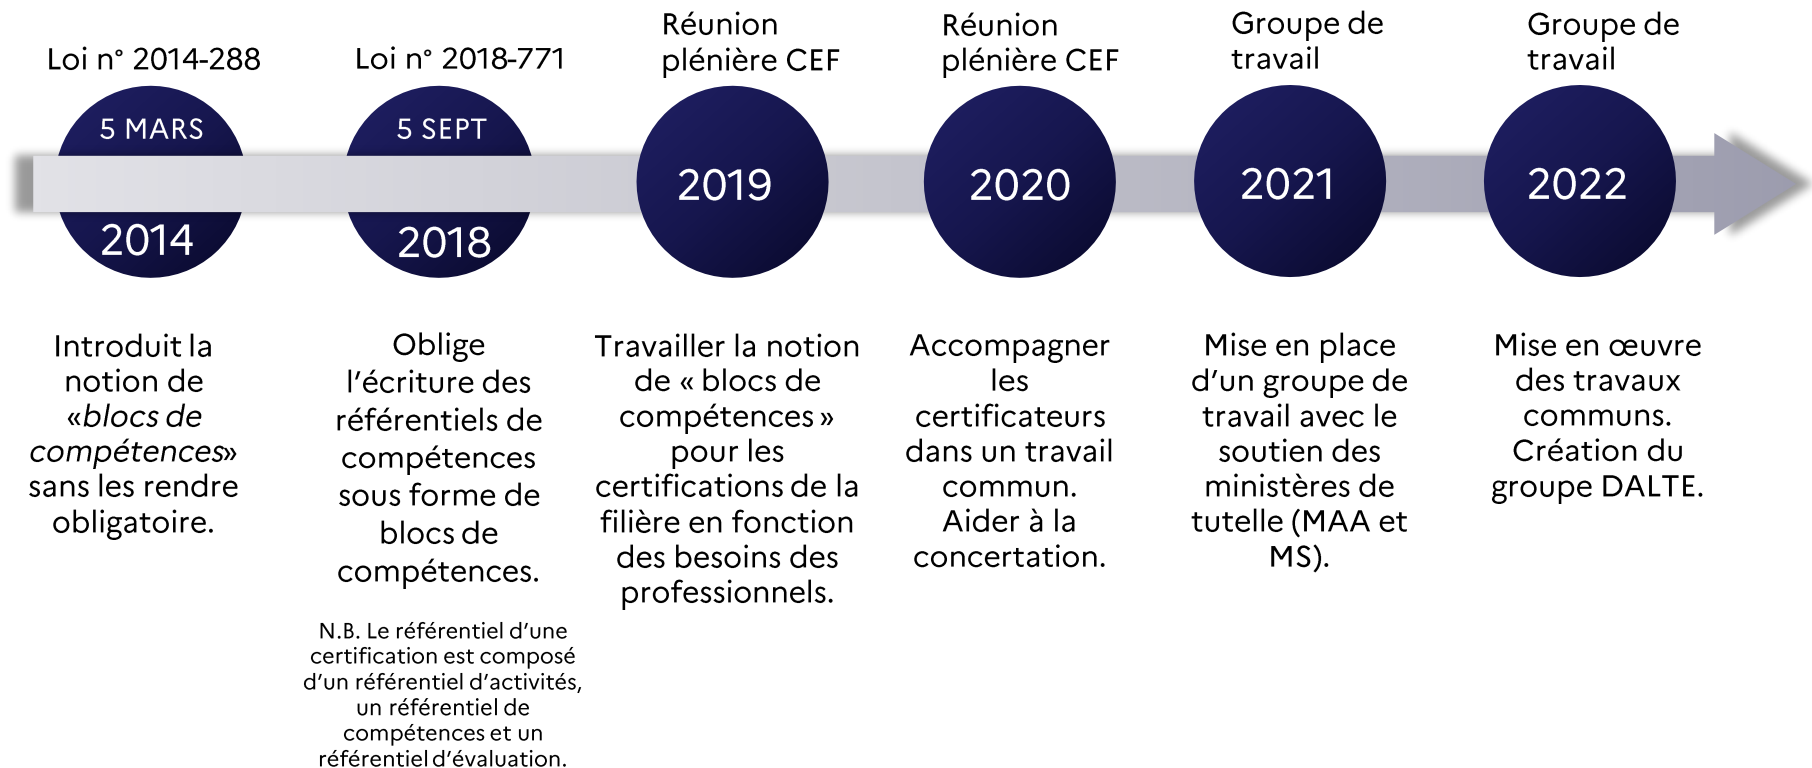 Loi n° 2014-288
5 MARS
2014
Introduit la
notion de
«blocs de
compétences»
sans les rendre
obligatoire.
Loi n° 2018-771
5 SEPT
2018
Oblige
l'écriture des
référentiels de
compétences
sous forme de
blocs de
compétences.
N.B. Le référentiel d'une
certification est composé
d'un référentiel d'activités,
un référentiel de
compétences et un
référentiel d'évaluation.
Réunion
plénière CEF
2019
Travailler la notion
de « blocs de
compétences »
pour les
certifications de la
filière en fonction
des besoins des
professionnels.
Réunion
plénière CEF
2020
Accompagner
les
certificateurs
dans un travail
commun.
Aider à la
concertation.
Groupe de
travail
2021
Mise en place
d'un groupe de
travail avec le
soutien des
ministères de
tutelle (MAA et
MS).
Groupe de
travail
2022
Mise en œuvre
des travaux
communs.
Création du
groupe DALTE.